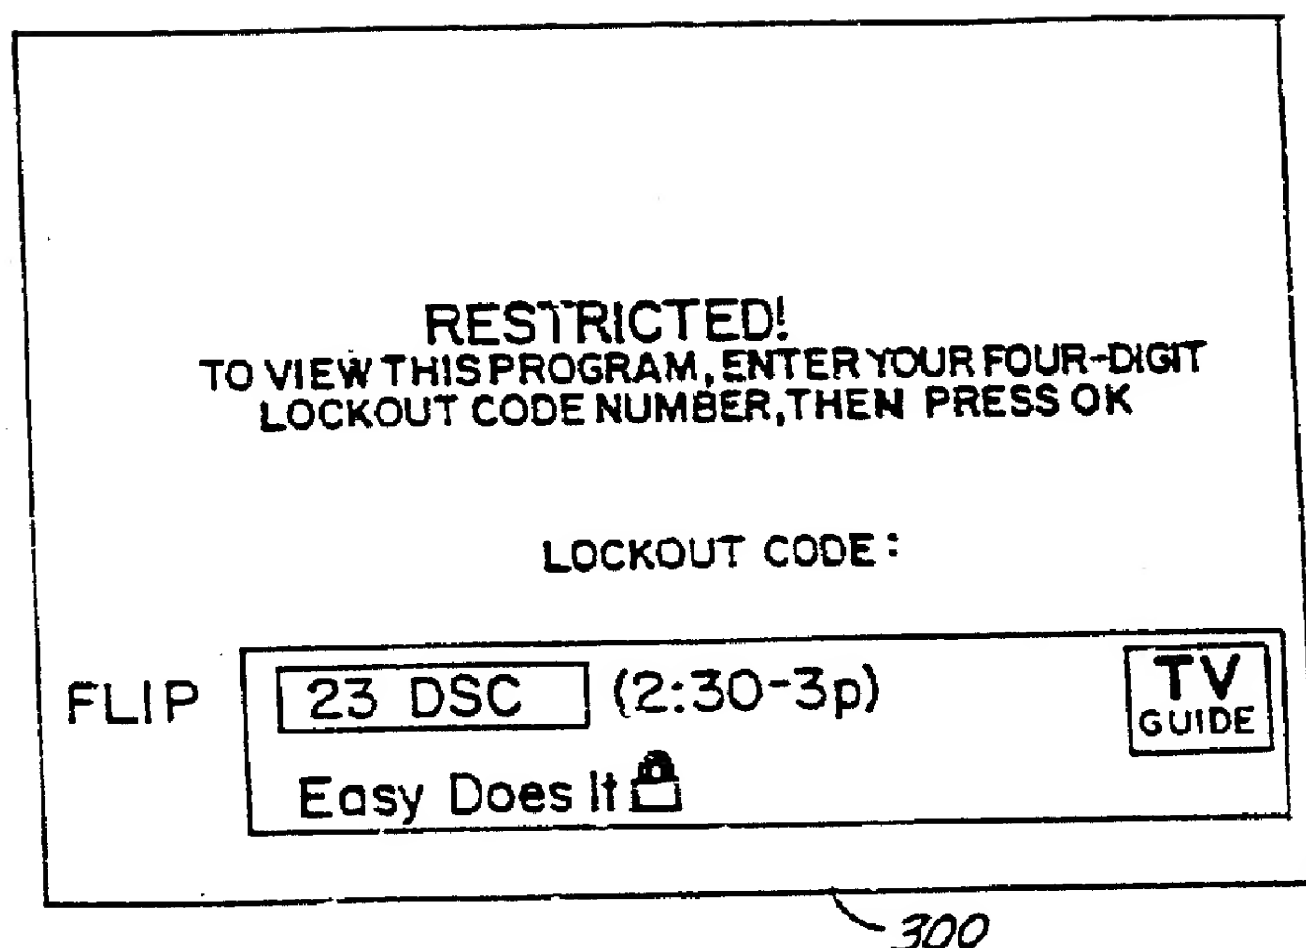 RESTRICTED!
TO VIEW THIS PROGRAM, ENTER YOUR FOUR-DIGIT
LOCKOUT CODE NUMBER, THEN PRESS OK
LOCKOUT CODE:
FLIP
23 DSC (2:30-3p)
TV
GUIDE
Easy Does It
300